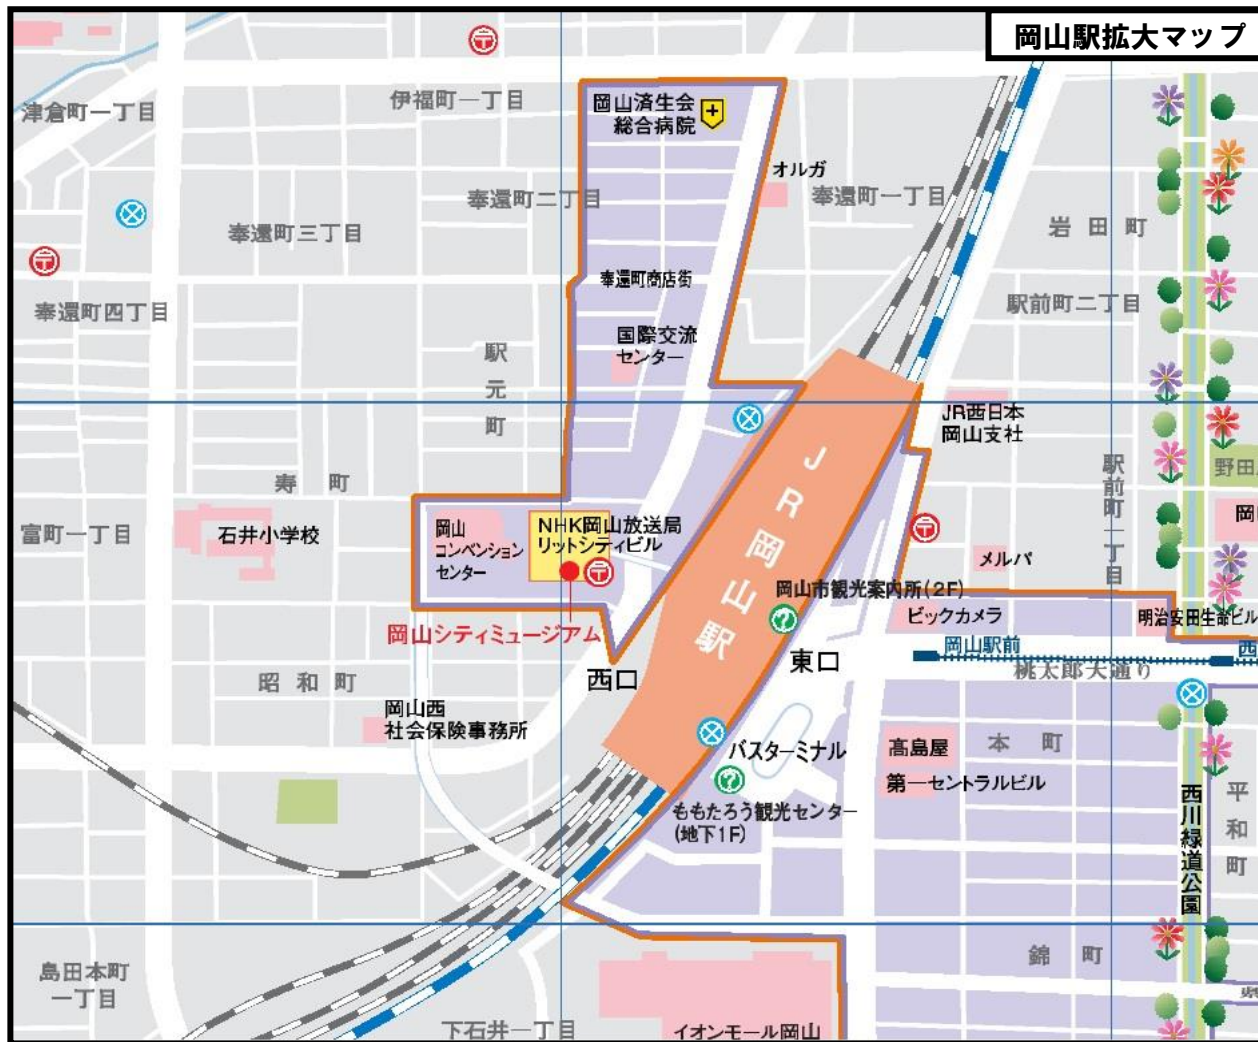 岡山駅拡大マップ
津倉町一丁目
伊福町一丁目
岡山済生会
総合病院
オルガ
奉還町一丁目
奉還町二丁目
奉還町三丁目
岩田町
奉還町商店街
奉還町四丁目
駅前町二丁目
国際交流
センター
駅元町
JR西日本
岡山支社
寿町
駅前町一丁目
野田
富町一丁目
石井小学校
岡山
コンベンション
センター
NHK岡山放送局
リットシティビル
JR岡山駅
メルパ
岡山市観光案内所(2F)
ビックカメラ
明治安田生命ビル
岡山シティミュージアム
西口
東口
岡山駅前
西
桃太郎大通り
昭和町
岡山西
社会保険事務所
バスターミナル
髙島屋
本町
第一セントラルビル
ももたろう観光センター
(地下1F)
西川緑道公園
平和町
錦町
島田本町
一丁目
下石井一丁目
イオンモール岡山